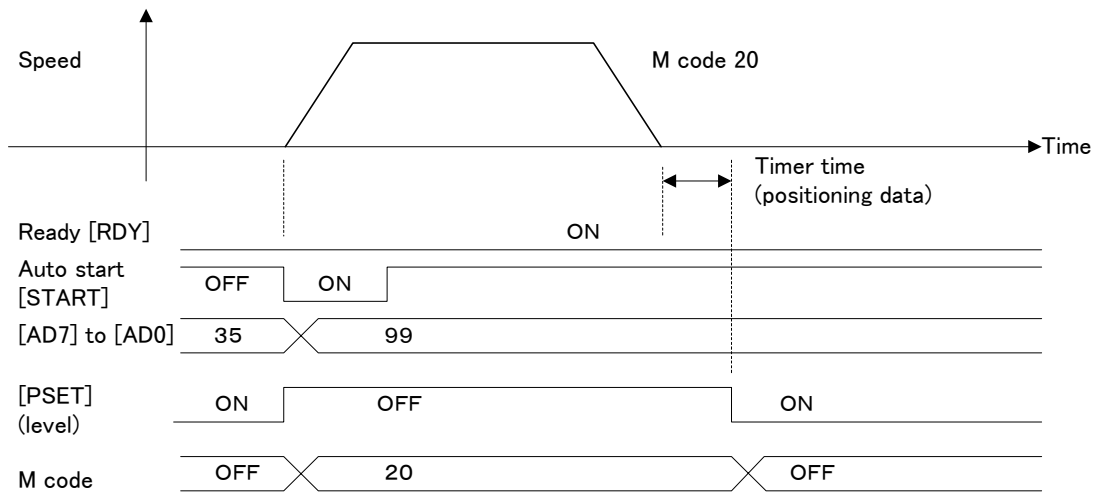 Speed
M code 20
Time
Timer time
(positioning data)
Ready [RDY]
ON
Auto start
[START]
OFF
ON
[AD7] to [AD0]
35
99
[PSET]
(level)
ON
OFF
ON
M code
OFF
20
OFF